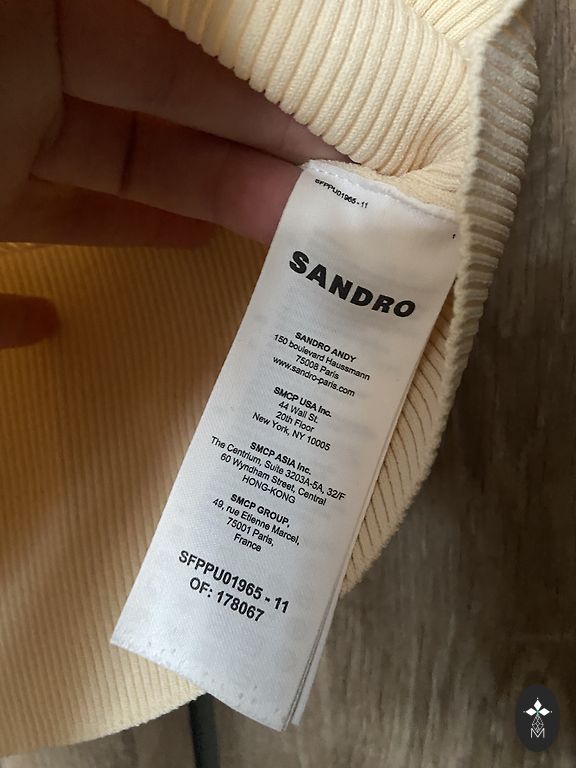 SFPPU01965 - 11
SANDRO
SANDRO ANDY
150 boulevard Haussmann
75008 Paris
www.sandro-paris.com
SMCP USA Inc.
44 Wall St.
20th Floor
New York, NY 10005
SMCP ASIA Inc.
The Centrium, Suite 3203A-5A, 32/F
60 Wyndham Street, Central
HONG-KONG
SMCP GROUP,
49, rue Etienne Marcel,
75001 Paris,
France
SFPPU01965 - 11
OF: 178067
M